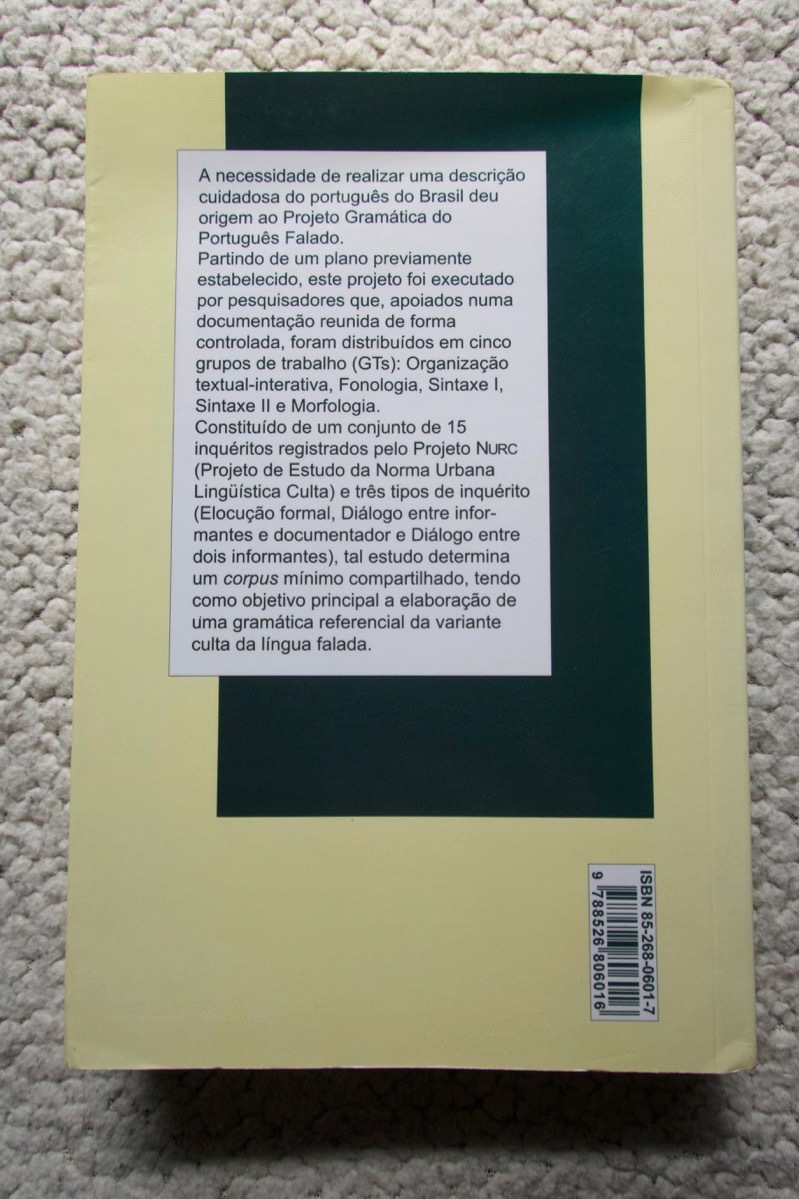 A necessidade de realizar uma descrição
cuidadosa do português do Brasil deu
origem ao Projeto Gramática do
Português Falado.
Partindo de um plano previamente
estabelecido, este projeto foi executado
por pesquisadores que, apoiados numa
documentação reunida de forma
controlada, foram distribuídos em cinco
grupos de trabalho (GTs): Organização
textual-interativa, Fonologia, Sintaxe I,
Sintaxe II e Morfologia.
Constituído de um conjunto de 15
inquéritos registrados pelo Projeto NURC
(Projeto de Estudo da Norma Urbana
Lingüística Culta) e três tipos de inquérito
(Elocução formal, Diálogo entre infor-
mantes e documentador e Diálogo entre
dois informantes), tal estudo determina
um corpus mínimo compartilhado, tendo
como objetivo principal a elaboração de
uma gramática referencial da variante
culta da língua falada.
ISBN 85-268-0601-7
9 788526 806016